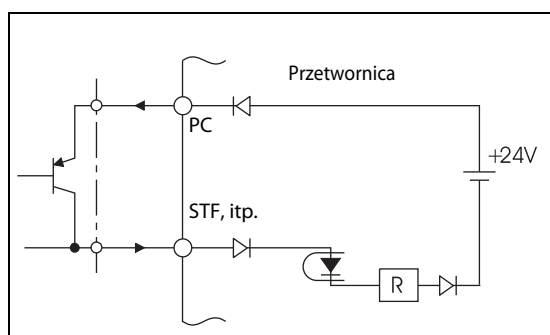 Przetwornica
PC
+24V
STF, itp.
R